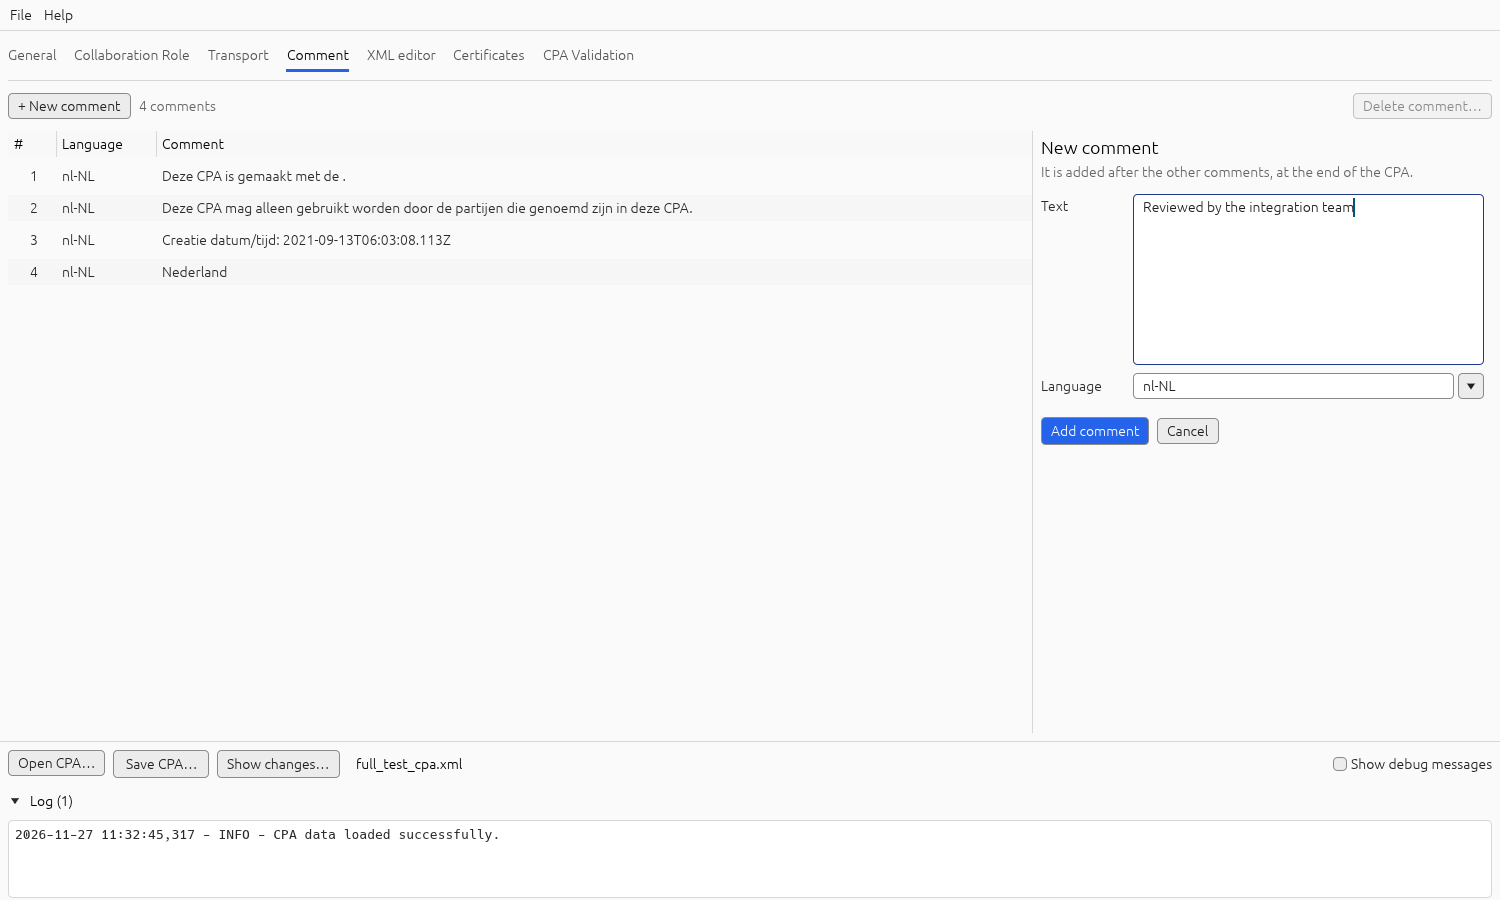 File Help
General Collaboration Role Transport Comment XML editor Certificates CPA Validation
+ New comment 4 comments Delete comment...
# Language Comment
1 nl-NL Deze CPA is gemaakt met de .
2 nl-NL Deze CPA mag alleen gebruikt worden door de partijen die genoemd zijn in deze CPA.
3 nl-NL Creatie datum/tijd: 2021-09-13T06:03:08.113Z
4 nl-NL Nederland
New comment
It is added after the other comments, at the end of the CPA.
Text Reviewed by the integration team
Language nl-NL
Add comment Cancel
Open CPA... Save CPA... Show changes... full_test_cpa.xml Show debug messages
Log (1)
2026-11-27 11:32:45,317 - INFO - CPA data loaded successfully.